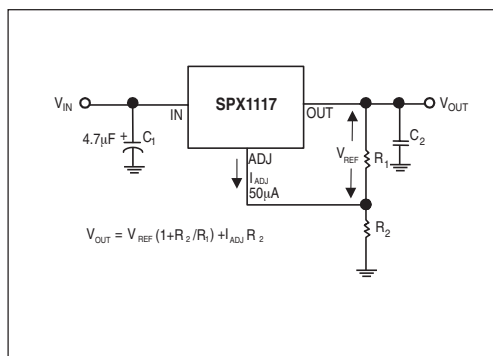 V_IN
IN
SPX1117
OUT
V_OUT
4.7μF + C_1
ADJ
I_ADJ
50μA
V_REF
R_1
C_2
R_2
V_OUT = V_REF (1+R_2/R_1) +I_ADJ R_2